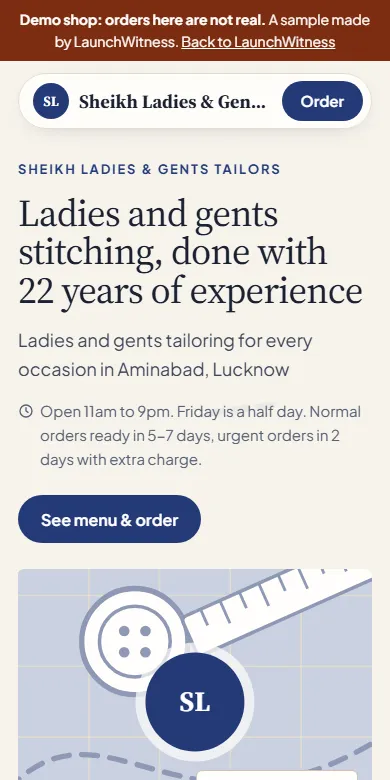 Demo shop: orders here are not real. A sample made
by LaunchWitness. Back to LaunchWitness
SL
Sheikh Ladies & Gen...
Order
SHEIKH LADIES & GENTS TAILORS
Ladies and gents
stitching, done with
22 years of experience
Ladies and gents tailoring for every
occasion in Aminabad, Lucknow
Open 11am to 9pm. Friday is a half day. Normal
orders ready in 5–7 days, urgent orders in 2
days with extra charge.
See menu & order
SL